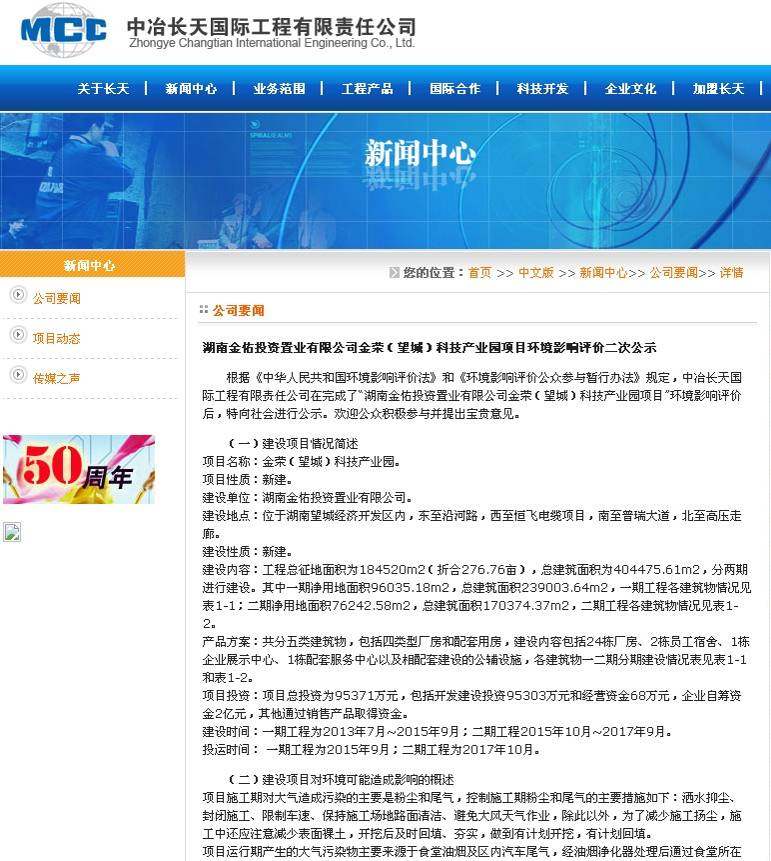 MCC 中冶长天国际工程有限责任公司
Zhongye Changtian International Engineering Co., Ltd.
关于长天 | 新闻中心 | 业务范围 | 工程产品 | 国际合作 | 科技开发 | 企业文化 | 加盟长天 |
SPIRALREALMS
新闻中心
新闻中心
公司要闻
项目动态
传媒之声
50周年
您的位置：首页 >> 中文版 >> 新闻中心>> 公司要闻>> 详情
公司要闻
湖南金佑投资置业有限公司金荣（望城）科技产业园项目环境影响评价二次公示
根据《中华人民共和国环境影响评价法》和《环境影响评价公众参与暂行办法》规定，中冶长天国
际工程有限责任公司在完成了“湖南金佑投资置业有限公司金荣（望城）科技产业园项目”环境影响评价
后，特向社会进行公示。欢迎公众积极参与并提出宝贵意见。
（一）建设项目情况简述
项目名称：金荣（望城）科技产业园。
项目性质：新建。
建设单位：湖南金佑投资置业有限公司。
建设地点：位于湖南望城经济开发区内，东至沿河路，西至恒飞电缆项目，南至普瑞大道，北至高压走
廊。
建设性质：新建。
建设内容：工程总征地面积为184520m2（折合276.76亩），总建筑面积为404475.61m2，分两期
进行建设。其中一期净用地面积96035.18m2，总建筑面积239003.64m2，一期工程各建筑物情况见
表1-1；二期净用地面积76242.58m2，总建筑面积170374.37m2，二期工程各建筑物情况见表1-
2。
产品方案：共分五类建筑物，包括四类型厂房和配套用房，建设内容包括24栋厂房、2栋员工宿舍、1栋
企业展示中心、1栋配套服务中心以及相配套建设的公辅设施，各建筑物一二期分期建设情况表见表1-1
和表1-2。
项目投资：项目总投资为95371万元，包括开发建设投资95303万元和经营资金68万元，企业自筹资
金2亿元，其他通过销售产品取得资金。
建设时间：一期工程为2013年7月~2015年9月；二期工程2015年10月~2017年9月。
投运时间： 一期工程为2015年9月；二期工程为2017年10月。
（二）建设项目对环境可能造成影响的概述
项目施工期对大气造成污染的主要是粉尘和尾气，控制施工期粉尘和尾气的主要措施如下：洒水抑尘、
封闭施工、限制车速、保持施工场地路面清洁、避免大风天气作业，除此以外，为了减少施工扬尘，施
工中还应注意减少表面裸土，开挖后及时回填、夯实，做到有计划开挖，有计划回填。
项目运行期产生的大气污染物主要来源于食堂油烟及区内汽车尾气，经油烟净化器处理后通过食堂所在